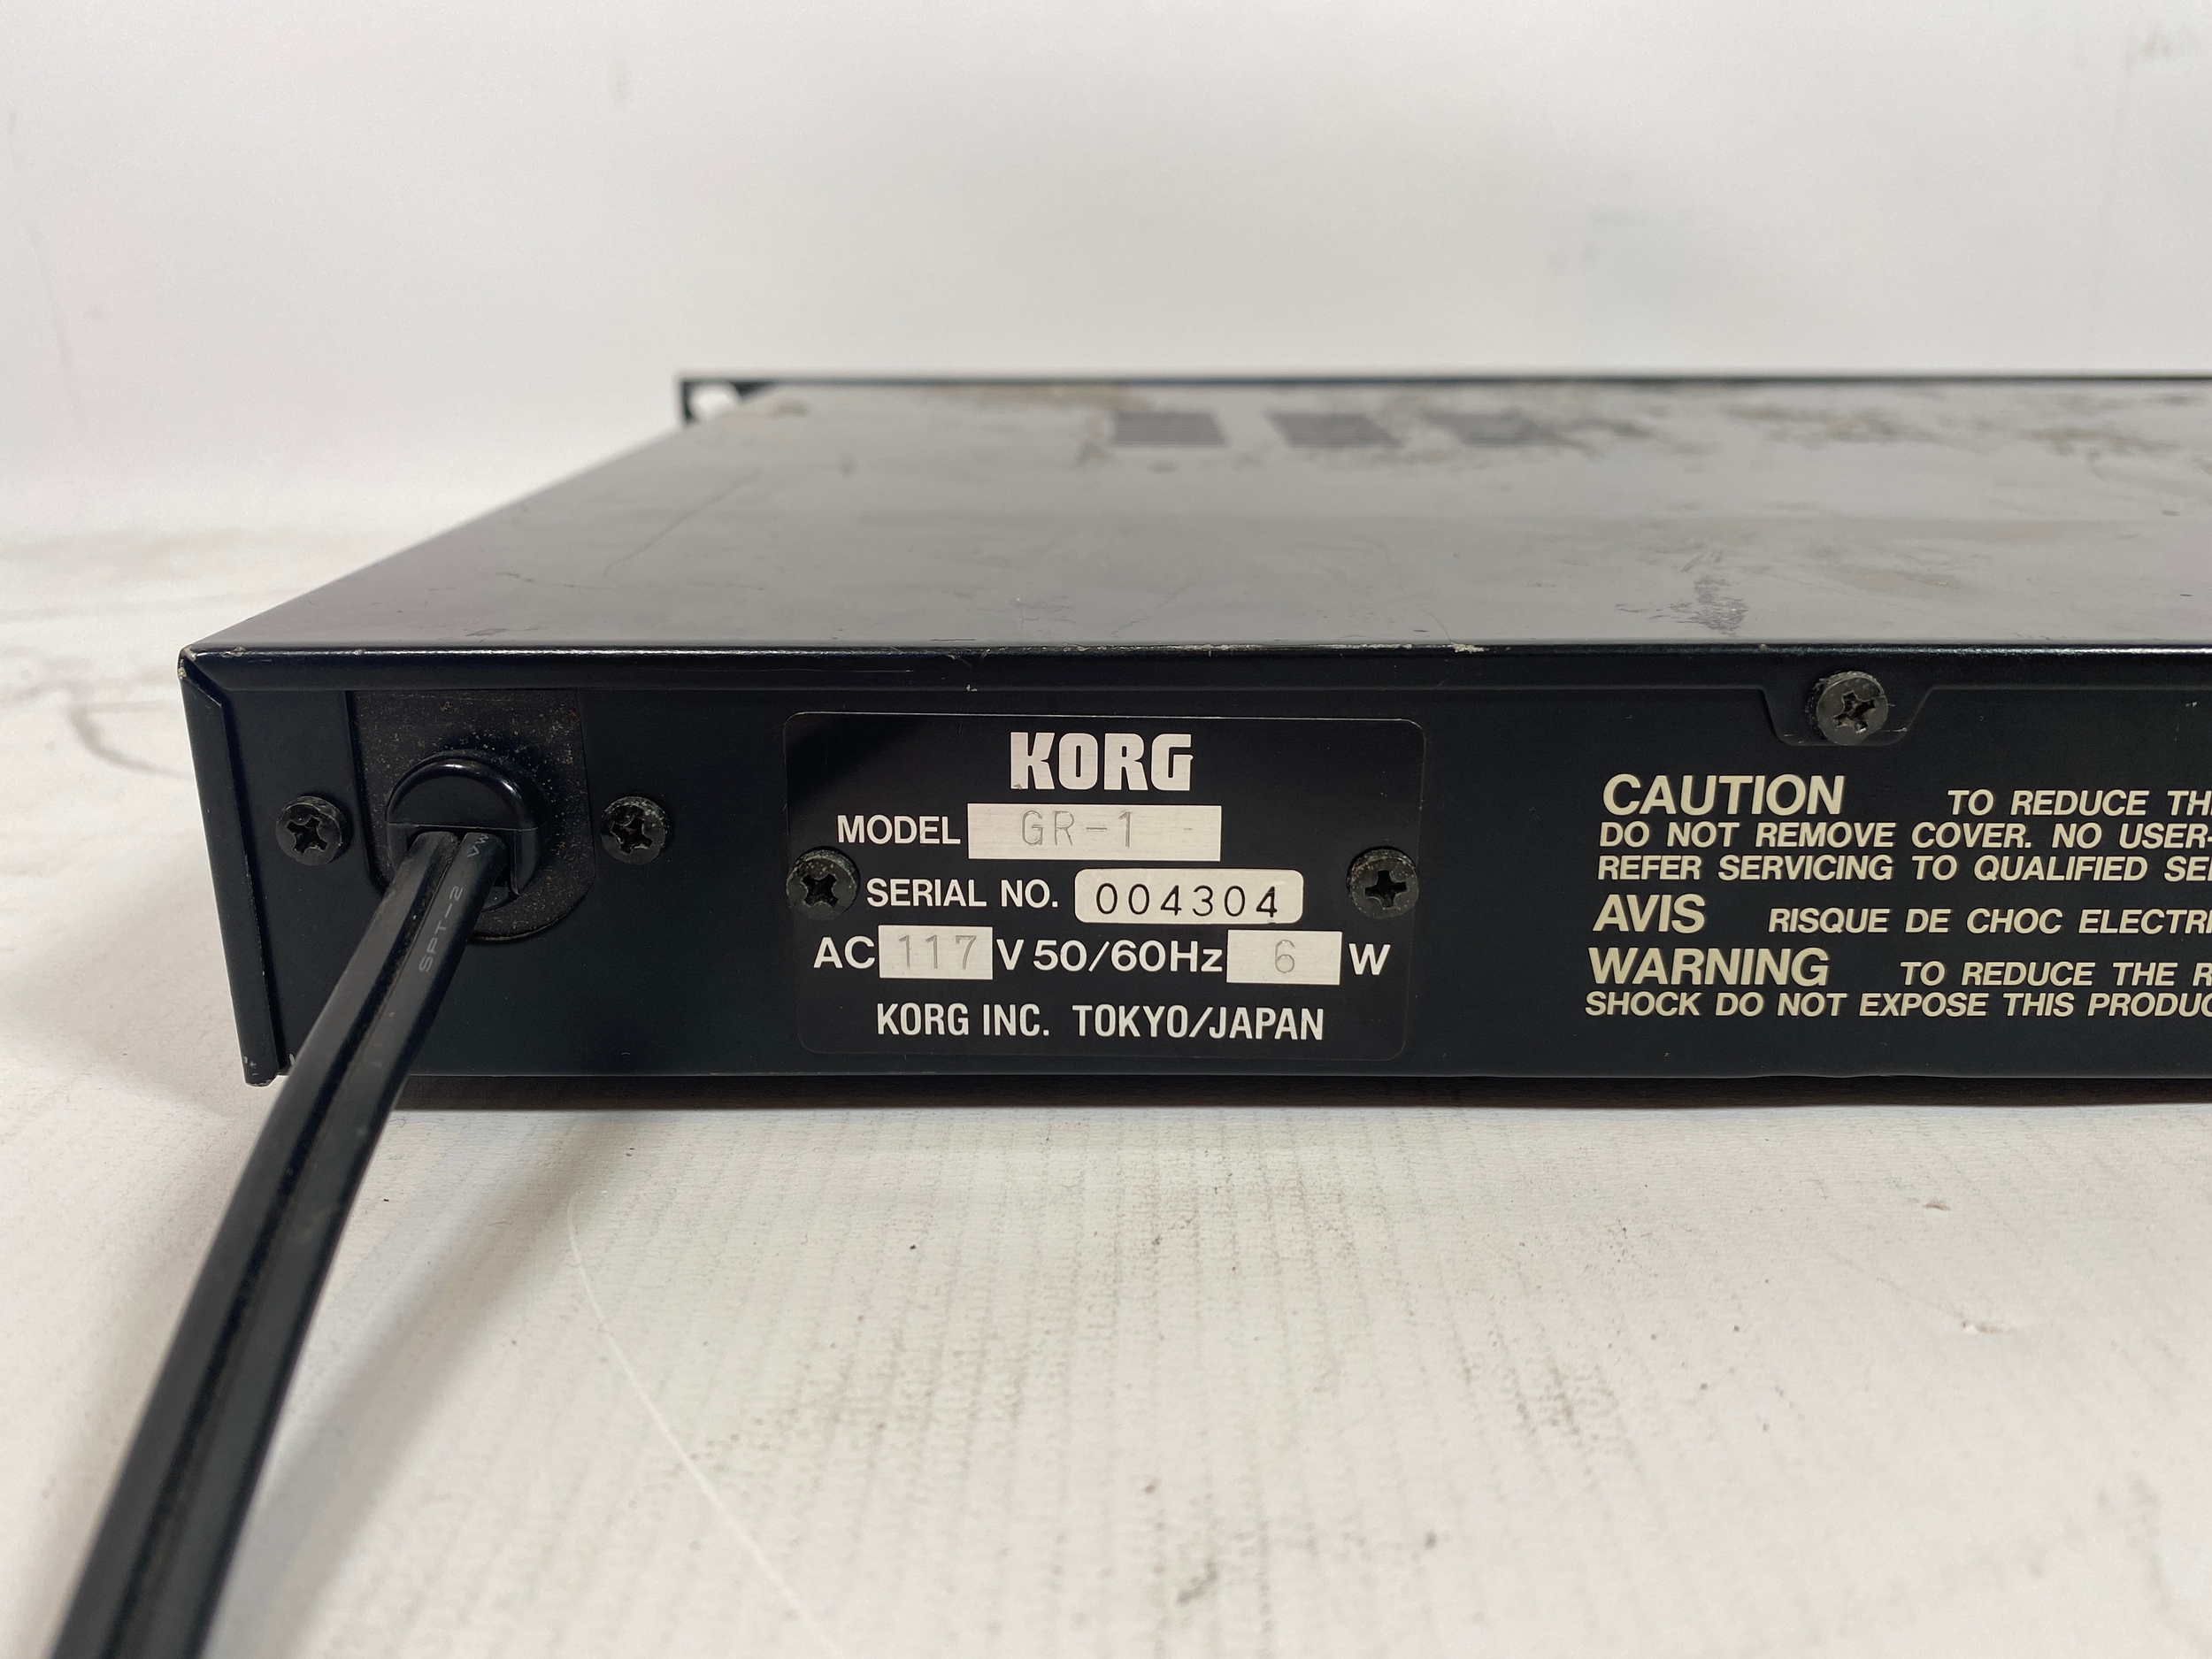 KORG
MODEL GR-1 -
SERIAL NO. 004304
AC 117 V 50/60Hz 6 W
KORG INC. TOKYO/JAPAN
CAUTION TO REDUCE TH
DO NOT REMOVE COVER. NO USER-
REFER SERVICING TO QUALIFIED SE
AVIS RISQUE DE CHOC ELECTRI
WARNING TO REDUCE THE R
SHOCK DO NOT EXPOSE THIS PRODUC
SPT-2 VW